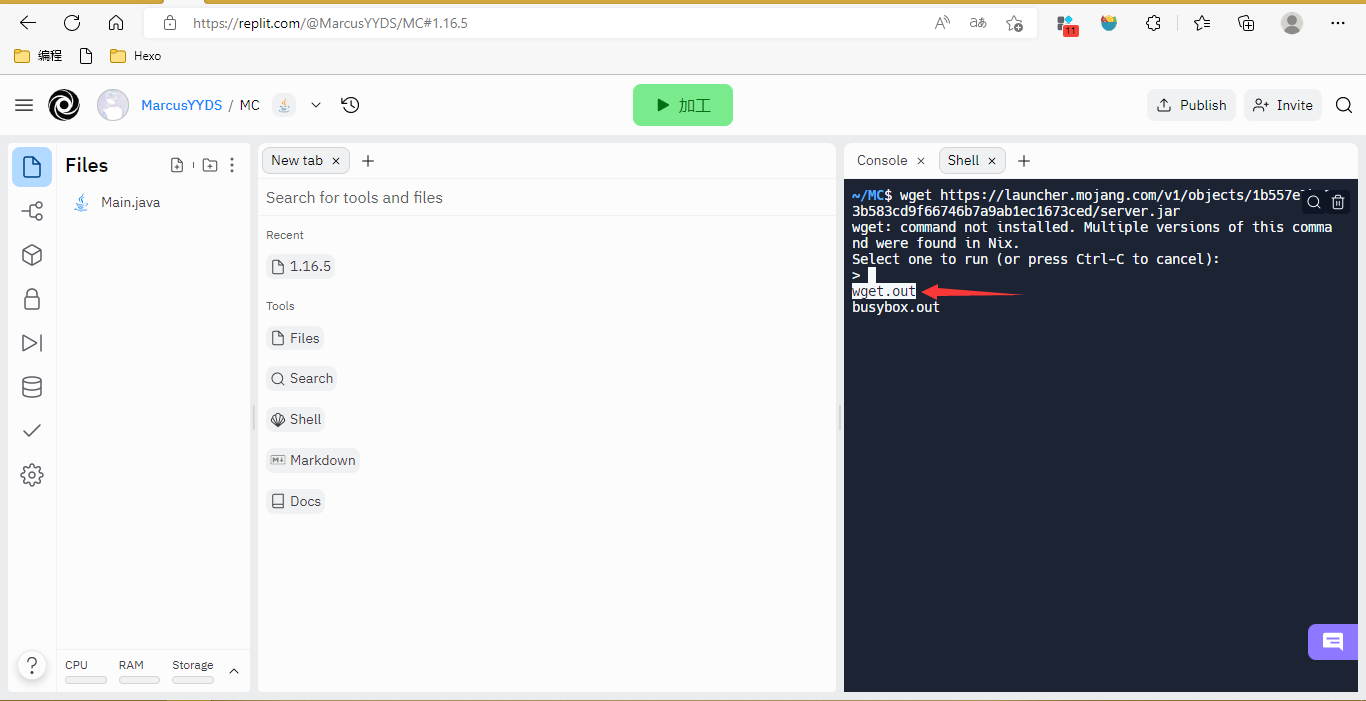 https://replit.com/@MarcusYYDS/MC#1.16.5
11
编程
Hexo
MarcusYYDS / MC
加工
Publish
Invite
Files
Main.java
CPU
RAM
Storage
New tab
Search for tools and files
Recent
1.16.5
Tools
Files
Search
Shell
Markdown
Docs
Console
Shell
~/MC$ wget https://launcher.mojang.com/v1/objects/1b557e
3b583cd9f66746b7a9ab1ec1673ced/server.jar
wget: command not installed. Multiple versions of this comma
nd were found in Nix.
Select one to run (or press Ctrl-C to cancel):
>
wget.out
busybox.out